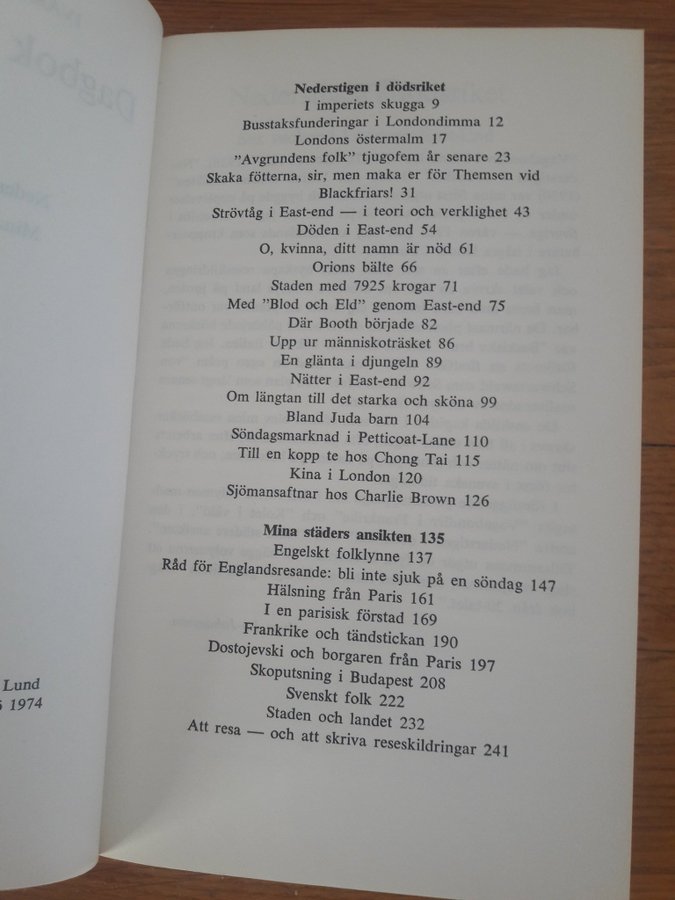 Dagbok
Lund
1974
Nederstigen i dödsriket
I imperiets skugga 9
Busstaksfunderingar i Londondimma 12
Londons östermalm 17
”Avgrundens folk” tjugofem år senare 23
Skaka fötterna, sir, men maka er för Themsen vid
Blackfriars! 31
Strövtåg i East-end — i teori och verklighet 43
Döden i East-end 54
O, kvinna, ditt namn är nöd 61
Orions bälte 66
Staden med 7925 krogar 71
Med ”Blod och Eld” genom East-end 75
Där Booth började 82
Upp ur människoträsket 86
En glänta i djungeln 89
Nätter i East-end 92
Om längtan till det starka och sköna 99
Bland Juda barn 104
Söndagsmarknad i Petticoat-Lane 110
Till en kopp te hos Chong Tai 115
Kina i London 120
Sjömansaftnar hos Charlie Brown 126
Mina städers ansikten 135
Engelskt folklynne 137
Råd för Englandsresande: bli inte sjuk på en söndag 147
Hälsning från Paris 161
I en parisisk förstad 169
Frankrike och tändstickan 190
Dostojevski och borgaren från Paris 197
Skoputsning i Budapest 208
Svenskt folk 222
Staden och landet 232
Att resa — och att skriva reseskildringar 241